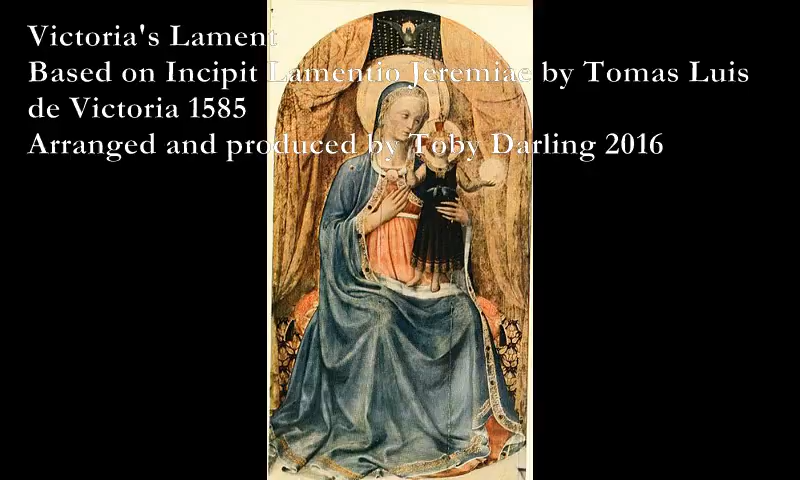 Victoria's Lament
Based on Incipit Lamentio Jeremiae by Tomas Luis
de Victoria 1585
Arranged and produced by Toby Darling 2016